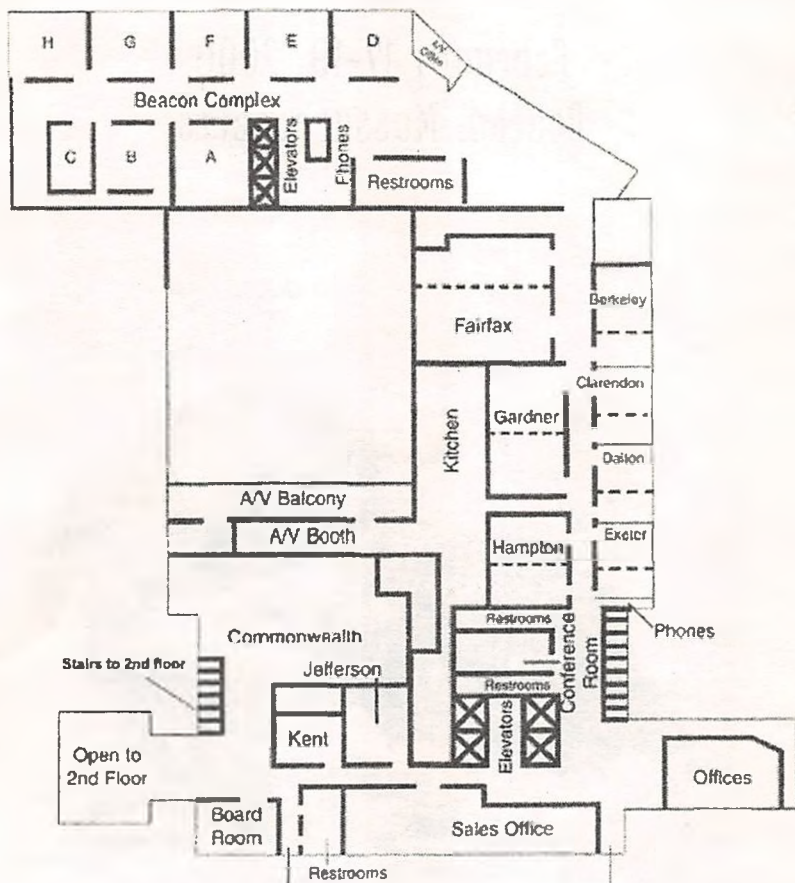 H G F E D
A/V
Office
Beacon Complex
C B A
Elevators
Phones
Restrooms
Berkeley
Fairfax
Clarendon
Gardner
Kitchen
Dalton
A/V Balcony
A/V Booth
Hampton
Exeter
Restrooms
Phones
Commonwealth
Conference
Room
Stairs to 2nd floor
Jefferson
Restrooms
Kent
Elevators
Open to
2nd Floor
Offices
Board
Room
Sales Office
Restrooms